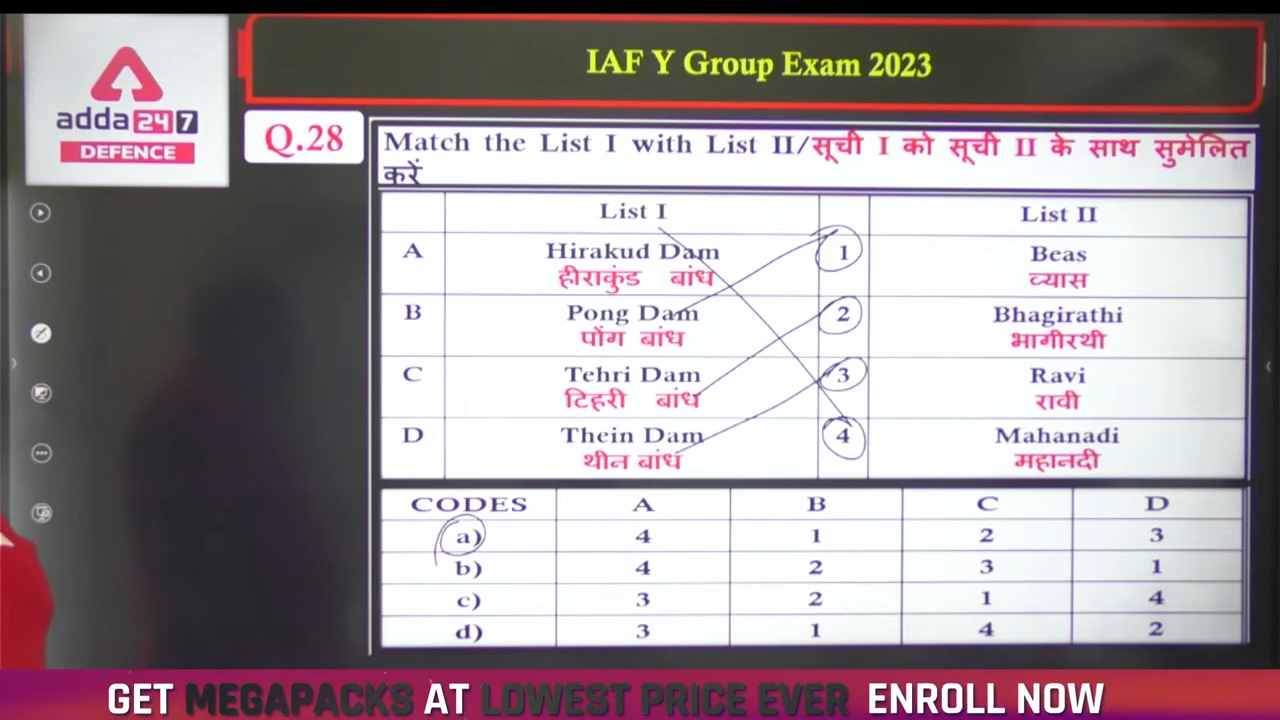 IAF Y Group Exam 2023
adda 24 7
DEFENCE
Q.28
Match the List I with List II/सूची I को सूची II के साथ सुमेलित
करें
List I
List II
A
Hirakud Dam
1
Beas
हीराकुंड बांध
व्यास
B
Pong Dam
2
Bhagirathi
पोंग बांध
भागीरथी
C
Tehri Dam
3
Ravi
टिहरी बांध
रावी
D
Thein Dam
4
Mahanadi
थीन बांध
महानदी
CODES A B C D
a) 4 1 2 3
b) 4 2 3 1
c) 3 2 1 4
d) 3 1 4 2
GET MEGAPACKS AT LOWEST PRICE EVER ENROLL NOW